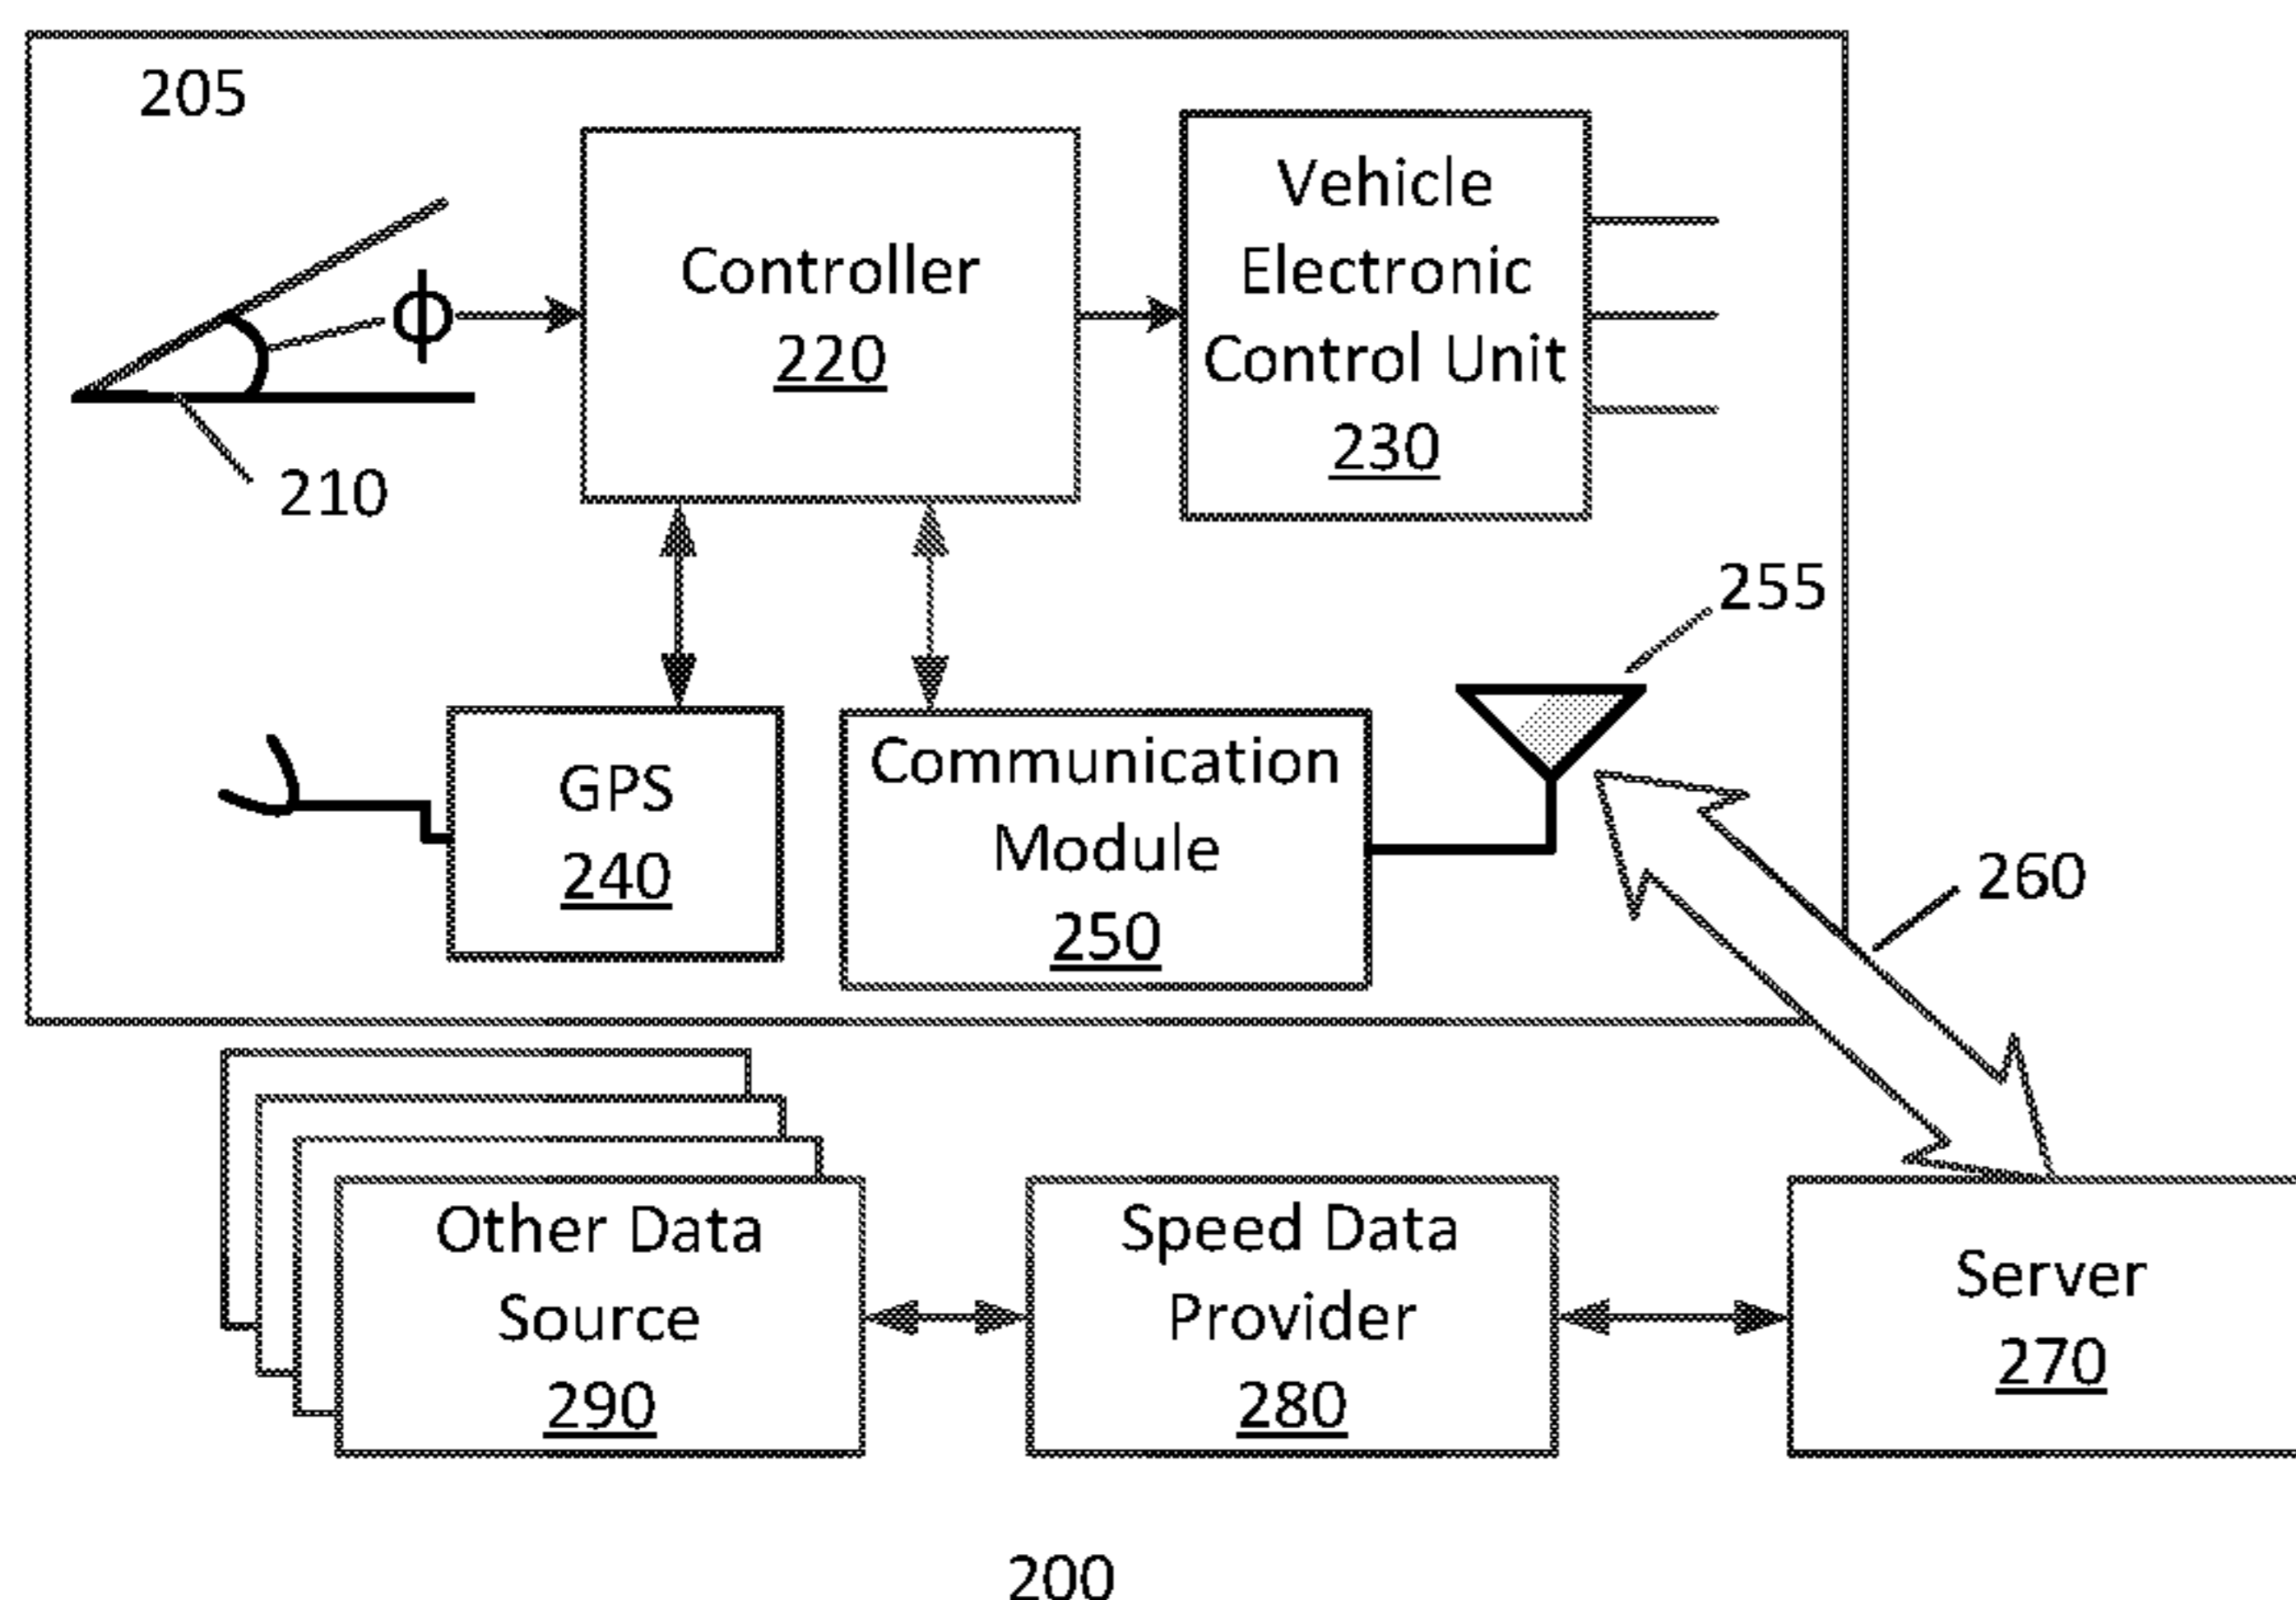 205
Controller
220
Vehicle
Electronic
Control Unit
230
ϕ
210
255
GPS
240
Communication
Module
250
260
Other Data
Source
290
Speed Data
Provider
280
Server
270
200